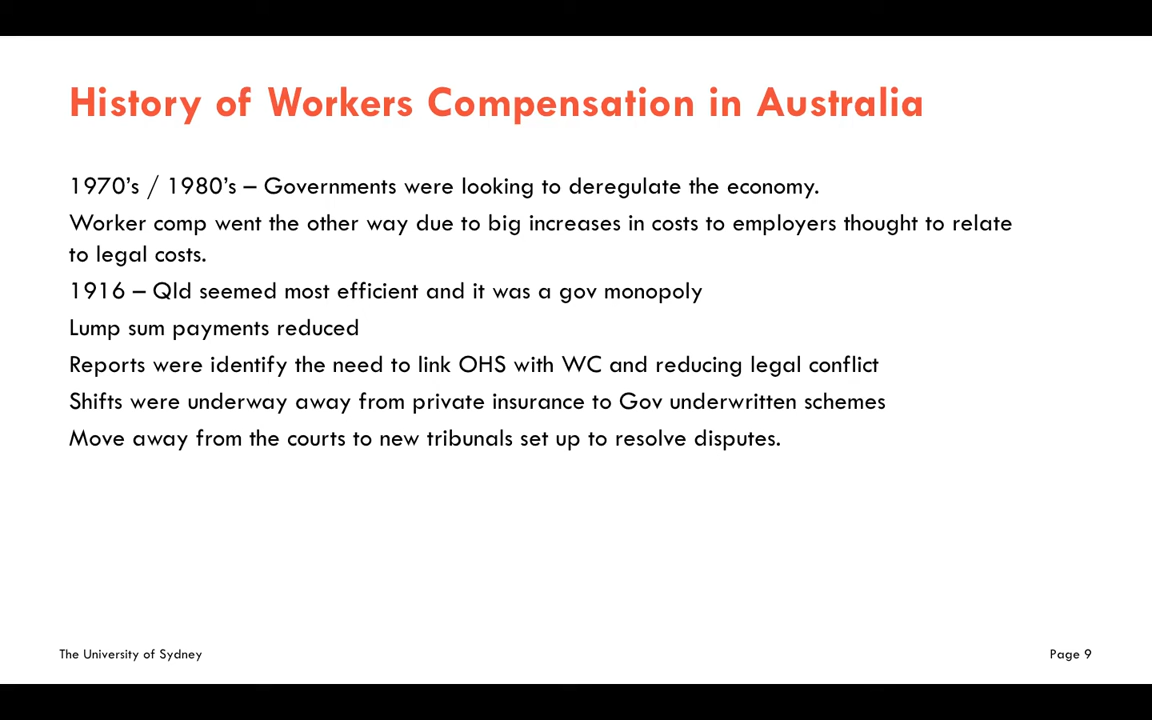 History of Workers Compensation in Australia
1970’s / 1980’s – Governments were looking to deregulate the economy.
Worker comp went the other way due to big increases in costs to employers thought to relate
to legal costs.
1916 – Qld seemed most efficient and it was a gov monopoly
Lump sum payments reduced
Reports were identify the need to link OHS with WC and reducing legal conflict
Shifts were underway away from private insurance to Gov underwritten schemes
Move away from the courts to new tribunals set up to resolve disputes.
The University of Sydney
Page 9